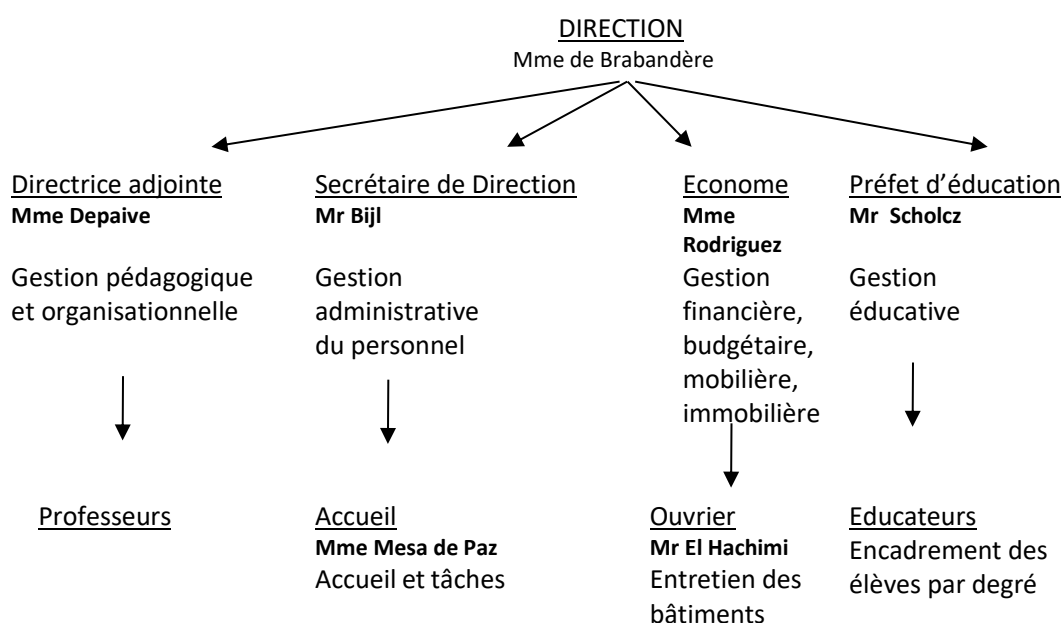 DIRECTION
Mme de Brabandère
Directrice adjointe
Mme Depaive
Gestion pédagogique
et organisationnelle
Secrétaire de Direction
Mr Bijl
Gestion
administrative
du personnel
Econome
Mme
Rodriguez
Gestion
financière,
budgétaire,
mobilière,
immobilière
Préfet d’éducation
Mr Scholcz
Gestion
éducative
Professeurs
Accueil
Mme Mesa de Paz
Accueil et tâches
Ouvrier
Mr El Hachimi
Entretien des
bâtiments
Educateurs
Encadrement des
élèves par degré